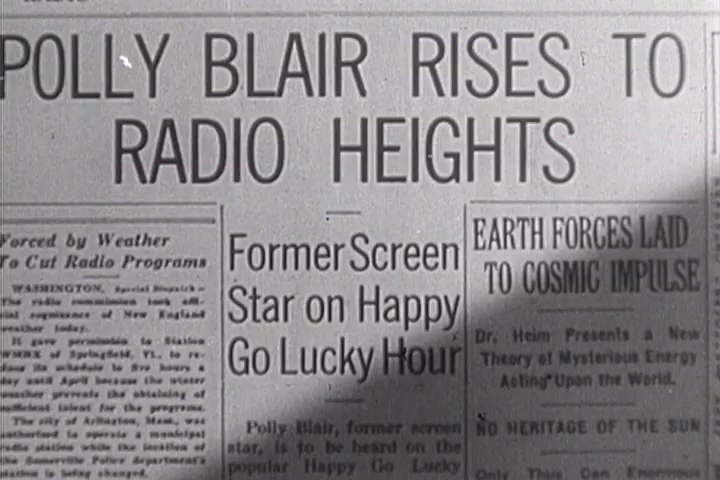 POLLY BLAIR RISES TO
RADIO HEIGHTS
Forced by Weather
To Cut Radio Programs
WASHINGTON, Special Dispatch—
The radio commission took offi-
cial cognizance of New England
weather today.
It gave permission to Station
WMBX of Springfield, Vt., to re-
duce its schedule to five hours a
day until April because the winter
weather prevents the obtaining of
sufficient talent for the programs.
The city of Arlington, Mass., was
authorized to operate a municipal
radio station while the location of
the Somerville Police department's
station is being changed.
Former Screen
Star on Happy
Go Lucky Hour
Polly Blair, former screen
star, is to be heard on the
popular Happy Go Lucky
EARTH FORCES LAID
TO COSMIC IMPULSE
Dr. Heim Presents a New
Theory of Mysterious Energy
Acting Upon the World.
NO HERITAGE OF THE SUN
Only This Can Enormous